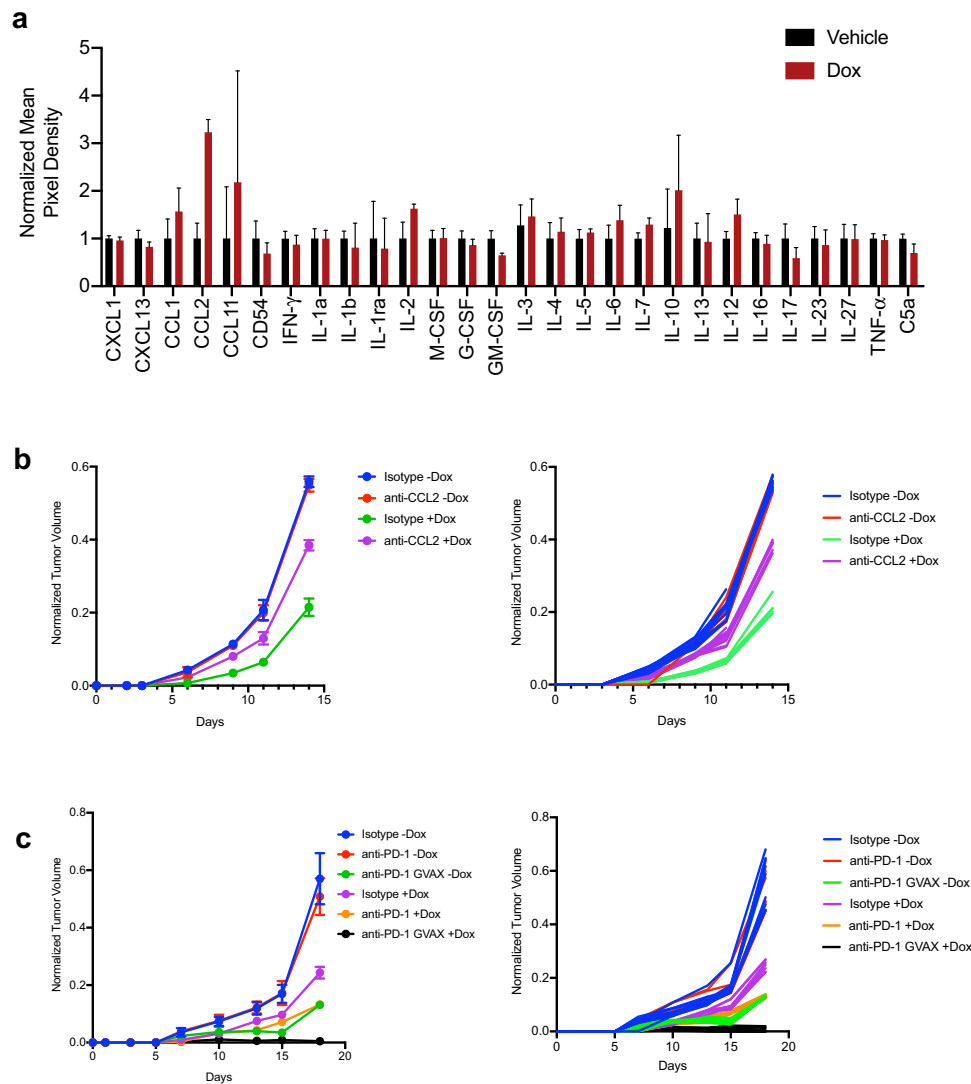 a
Normalized Mean
Pixel Density
5
4
3
2
1
0
Vehicle
Dox
CXCL1
CXCL13
CCL1
CCL2
CCL11
CD54
IFN-γ
IL-1a
IL-1b
IL-1ra
IL-2
M-CSF
G-CSF
GM-CSF
IL-3
IL-4
IL-5
IL-6
IL-7
IL-10
IL-13
IL-12
IL-16
IL-17
IL-23
IL-27
TNF-α
C5a
b
Normalized Tumor Volume
0.6
0.4
0.2
0.0
0 5 10 15
Days
Isotype -Dox
anti-CCL2 -Dox
Isotype +Dox
anti-CCL2 +Dox
Normalized Tumor Volume
0.6
0.4
0.2
0.0
0 5 10 15
Days
Isotype -Dox
anti-CCL2 -Dox
Isotype +Dox
anti-CCL2 +Dox
c
Normalized Tumor Volume
0.8
0.6
0.4
0.2
0.0
0 5 10 15 20
Days
Isotype -Dox
anti-PD-1 -Dox
anti-PD-1 GVAX -Dox
Isotype +Dox
anti-PD-1 +Dox
anti-PD-1 GVAX +Dox
Normalized Tumor Volume
0.8
0.6
0.4
0.2
0.0
0 5 10 15 20
Days
Isotype -Dox
anti-PD-1 -Dox
anti-PD-1 GVAX -Dox
Isotype +Dox
anti-PD-1 +Dox
anti-PD-1 GVAX +Dox